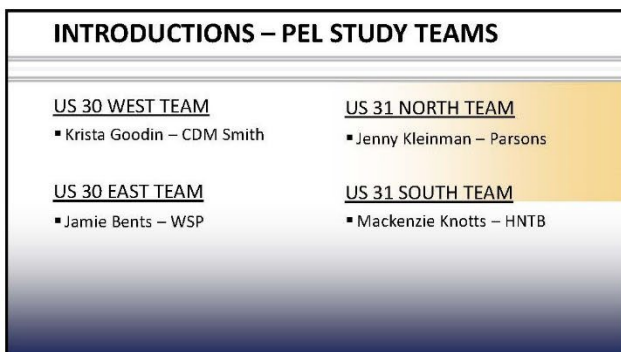 INTRODUCTIONS – PEL STUDY TEAMS
US 30 WEST TEAM
▪ Krista Goodin – CDM Smith
US 30 EAST TEAM
▪ Jamie Bents – WSP
US 31 NORTH TEAM
▪ Jenny Kleinman – Parsons
US 31 SOUTH TEAM
▪ Mackenzie Knotts – HNTB